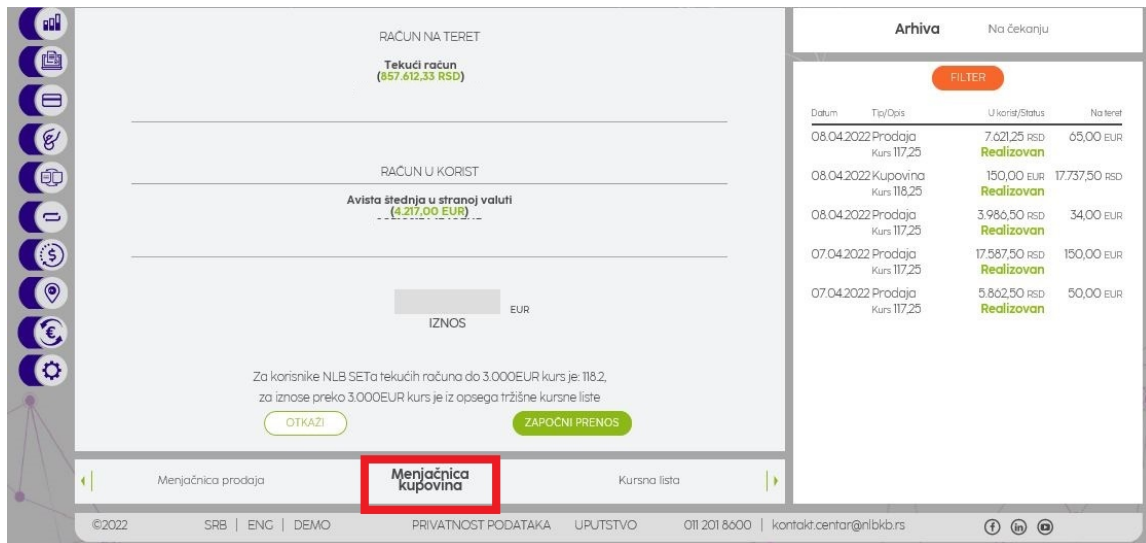 RAČUN NA TERET
Tekući račun
(857.612,33 RSD)
RAČUN U KORIST
Avista štednja u stranoj valuti
(4.217,00 EUR)
EUR
IZNOS
Za korisnike NLB SETa tekućih računa do 3.000EUR kurs je: 118.2,
za iznose preko 3.000EUR kurs je iz opsega tržišne kursne liste
OTKAŽI
ZAPOČNI PRENOS
Menjačnica prodaja
Menjačnica
kupovina
Kursna lista
Arhiva Na čekanju
FILTER
Datum Tip/Opis U korist/Status Na teret
08.04.2022 Prodaja 7.621,25 RSD 65,00 EUR
Kurs 117,25 Realizovan
08.04.2022 Kupovina 150,00 EUR 17.737,50 RSD
Kurs 118,25 Realizovan
08.04.2022 Prodaja 3.986,50 RSD 34,00 EUR
Kurs 117,25 Realizovan
07.04.2022 Prodaja 17.587,50 RSD 150,00 EUR
Kurs 117,25 Realizovan
07.04.2022 Prodaja 5.862,50 RSD 50,00 EUR
Kurs 117,25 Realizovan
©2022 SRB | ENG | DEMO PRIVATNOST PODATAKA UPUTSTVO 011 201 8600 | kontakt.centar@nlbkb.rs